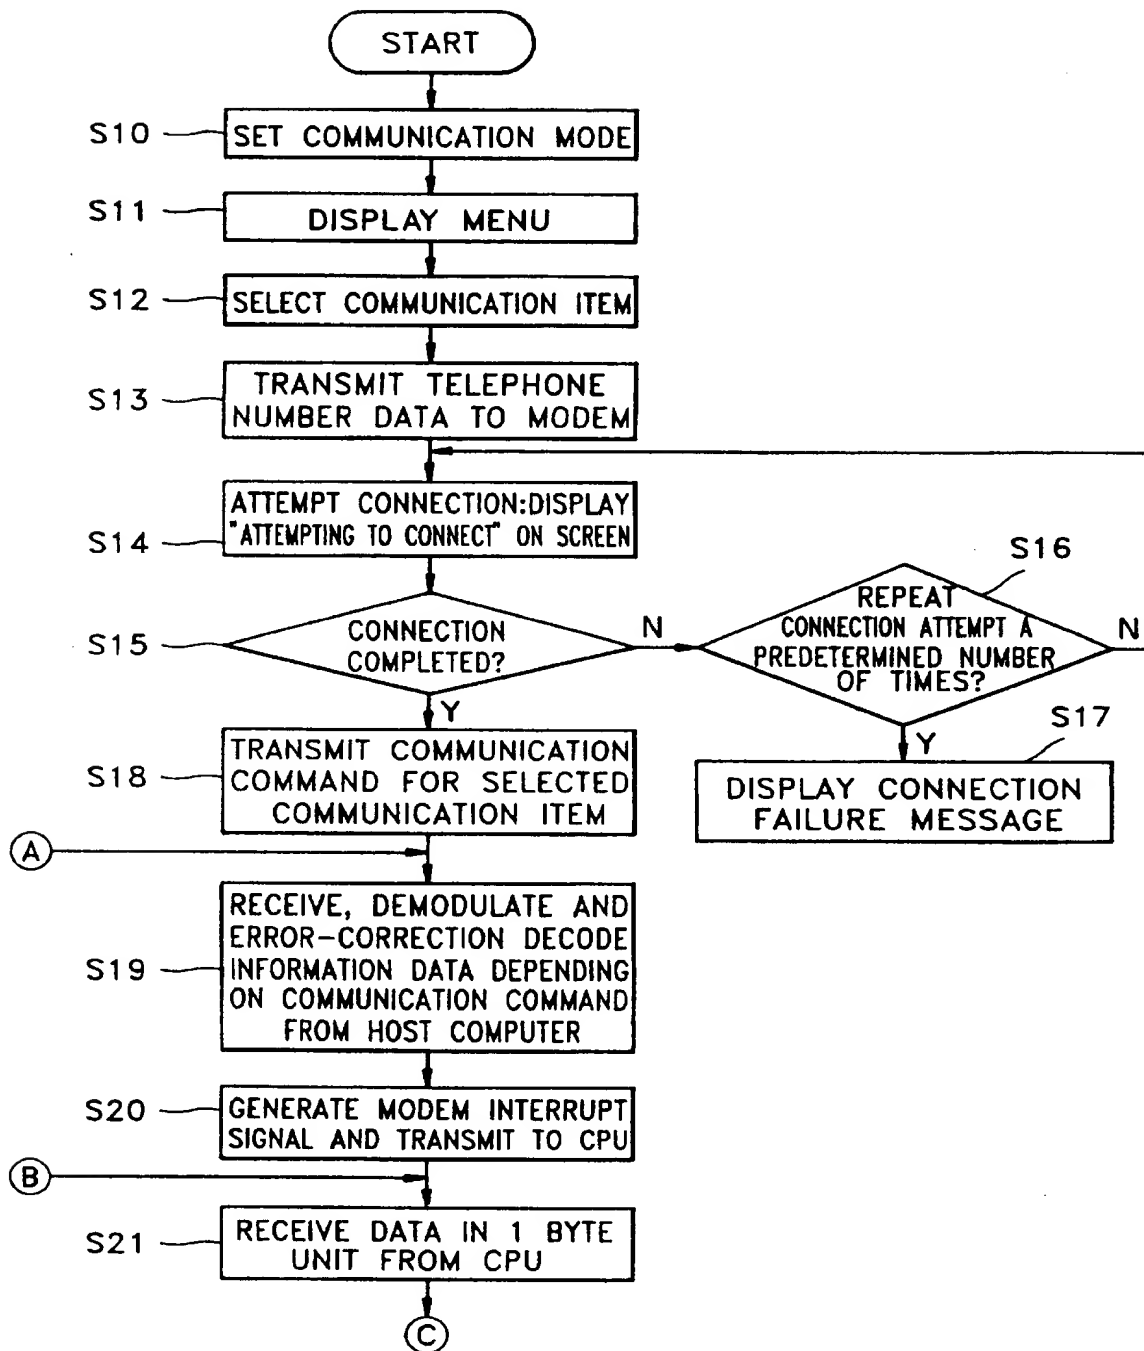 START
S10
SET COMMUNICATION MODE
S11
DISPLAY MENU
S12
SELECT COMMUNICATION ITEM
S13
TRANSMIT TELEPHONE
NUMBER DATA TO MODEM
S14
ATTEMPT CONNECTION:DISPLAY
"ATTEMPTING TO CONNECT" ON SCREEN
S15
CONNECTION
COMPLETED?
N
Y
S16
REPEAT
CONNECTION ATTEMPT A
PREDETERMINED NUMBER
OF TIMES?
N
Y
S17
DISPLAY CONNECTION
FAILURE MESSAGE
S18
TRANSMIT COMMUNICATION
COMMAND FOR SELECTED
COMMUNICATION ITEM
A
S19
RECEIVE, DEMODULATE AND
ERROR-CORRECTION DECODE
INFORMATION DATA DEPENDING
ON COMMUNICATION COMMAND
FROM HOST COMPUTER
S20
GENERATE MODEM INTERRUPT
SIGNAL AND TRANSMIT TO CPU
B
S21
RECEIVE DATA IN 1 BYTE
UNIT FROM CPU
C